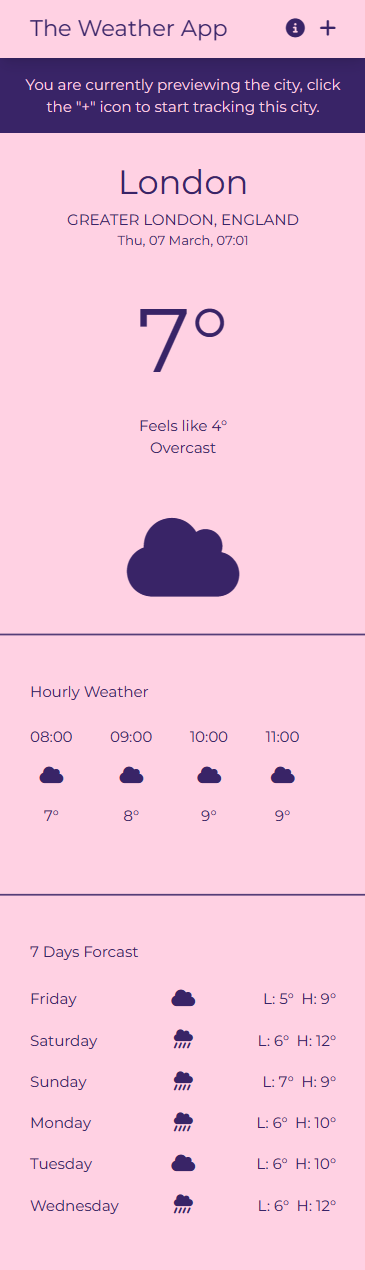 The Weather App
You are currently previewing the city, click
the "+" icon to start tracking this city.
London
GREATER LONDON, ENGLAND
Thu, 07 March, 07:01
7°
Feels like 4°
Overcast
Hourly Weather
08:00 09:00 10:00 11:00
7° 8° 9° 9°
7 Days Forcast
Friday L: 5° H: 9°
Saturday L: 6° H: 12°
Sunday L: 7° H: 9°
Monday L: 6° H: 10°
Tuesday L: 6° H: 10°
Wednesday L: 6° H: 12°